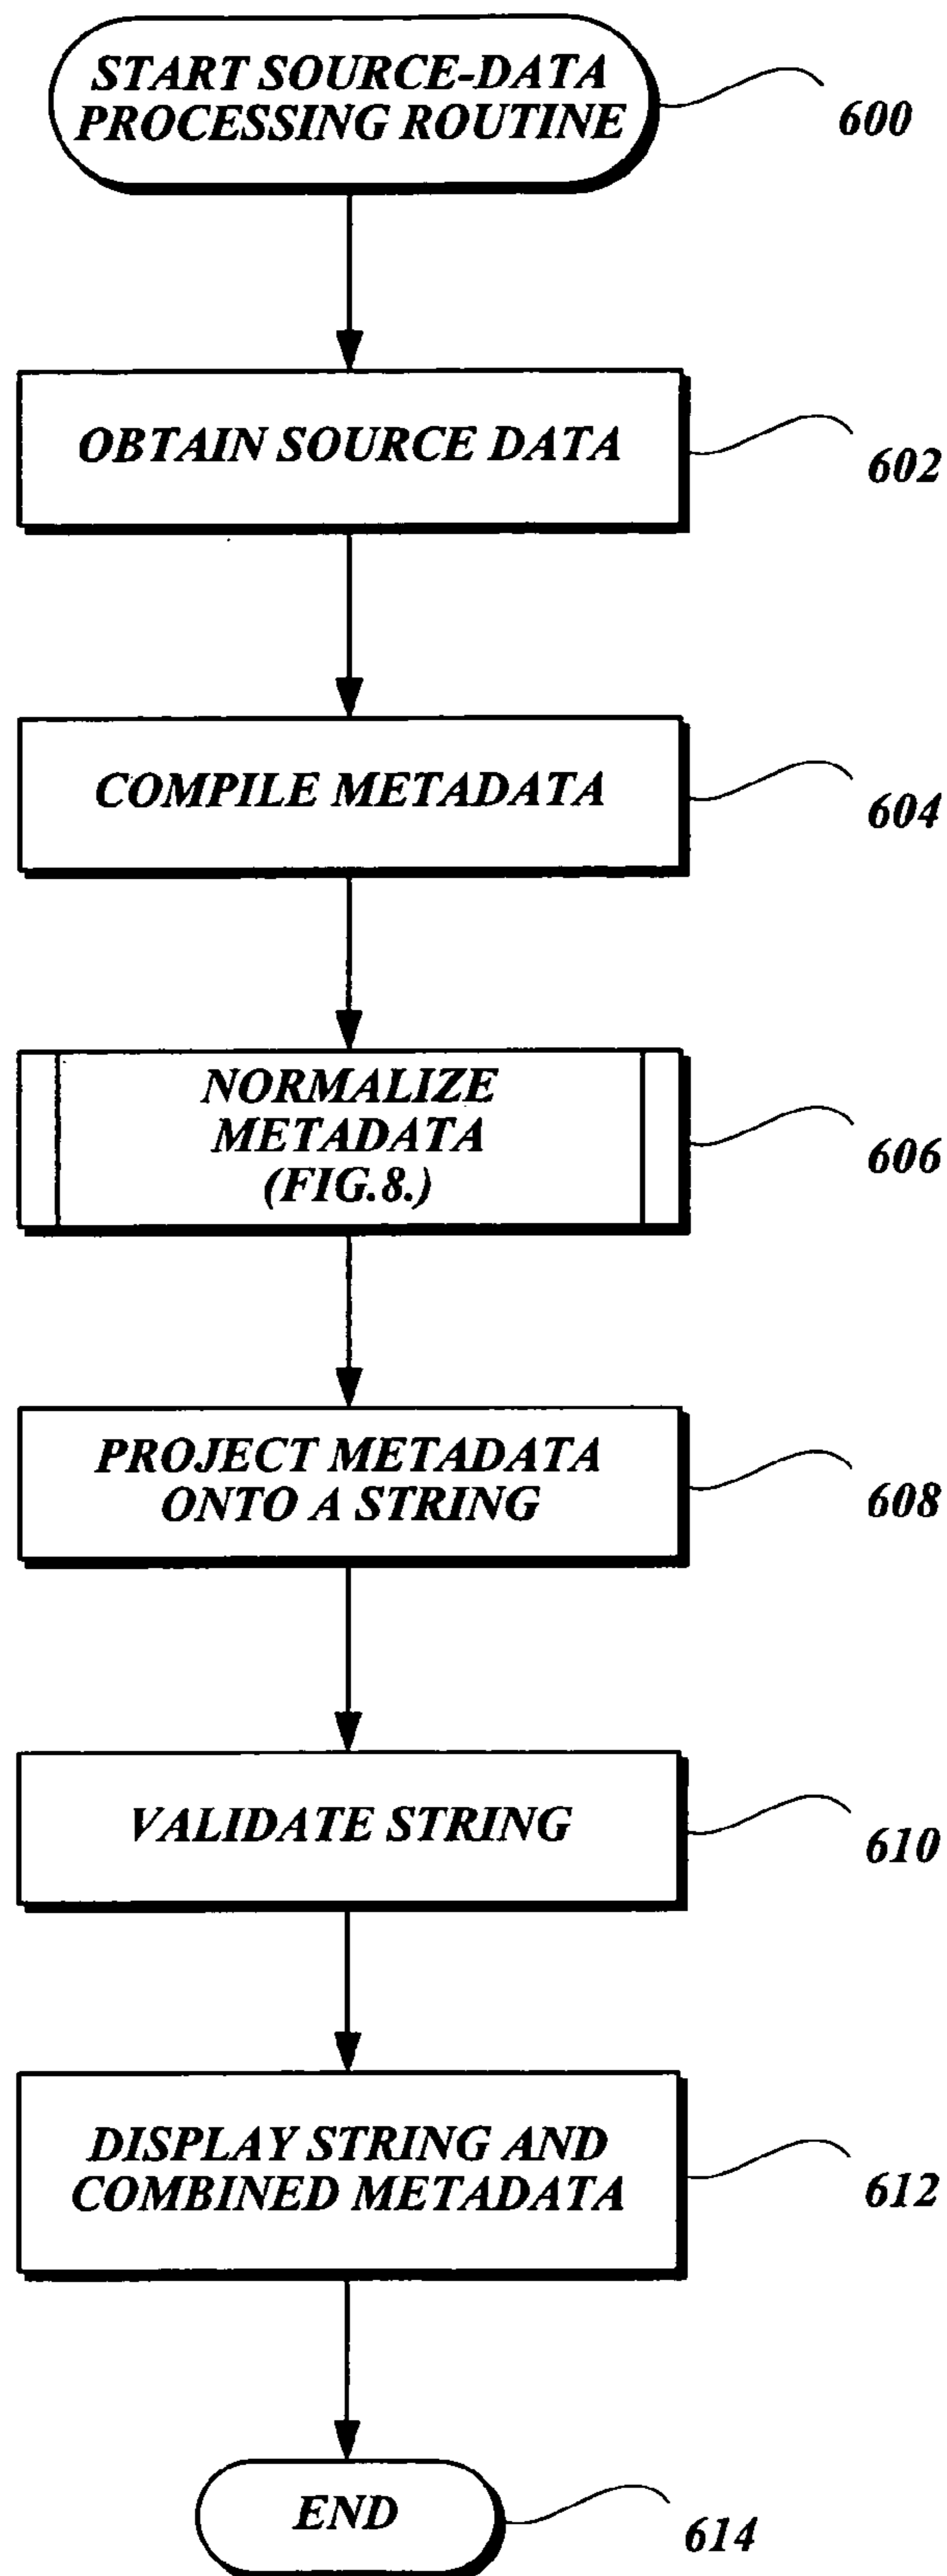 START SOURCE-DATA
PROCESSING ROUTINE
600
OBTAIN SOURCE DATA
602
COMPILE METADATA
604
NORMALIZE
METADATA
(FIG.8.)
606
PROJECT METADATA
ONTO A STRING
608
VALIDATE STRING
610
DISPLAY STRING AND
COMBINED METADATA
612
END
614